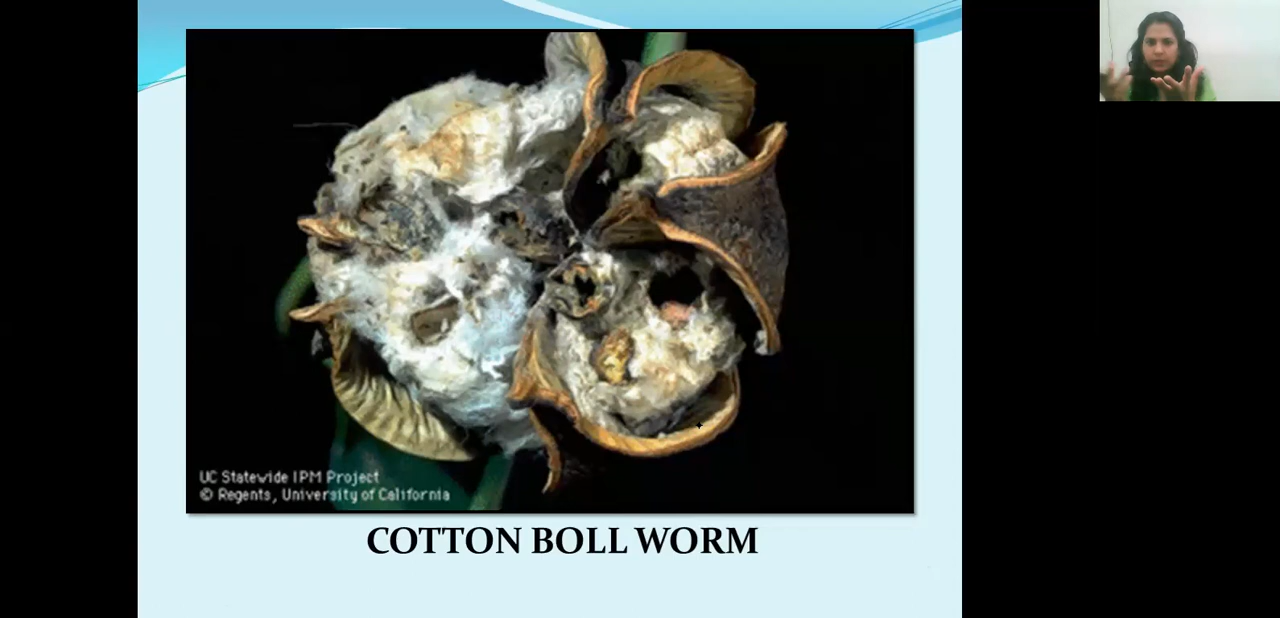 UC Statewide IPM Project
© Regents, University of California
COTTON BOLL WORM